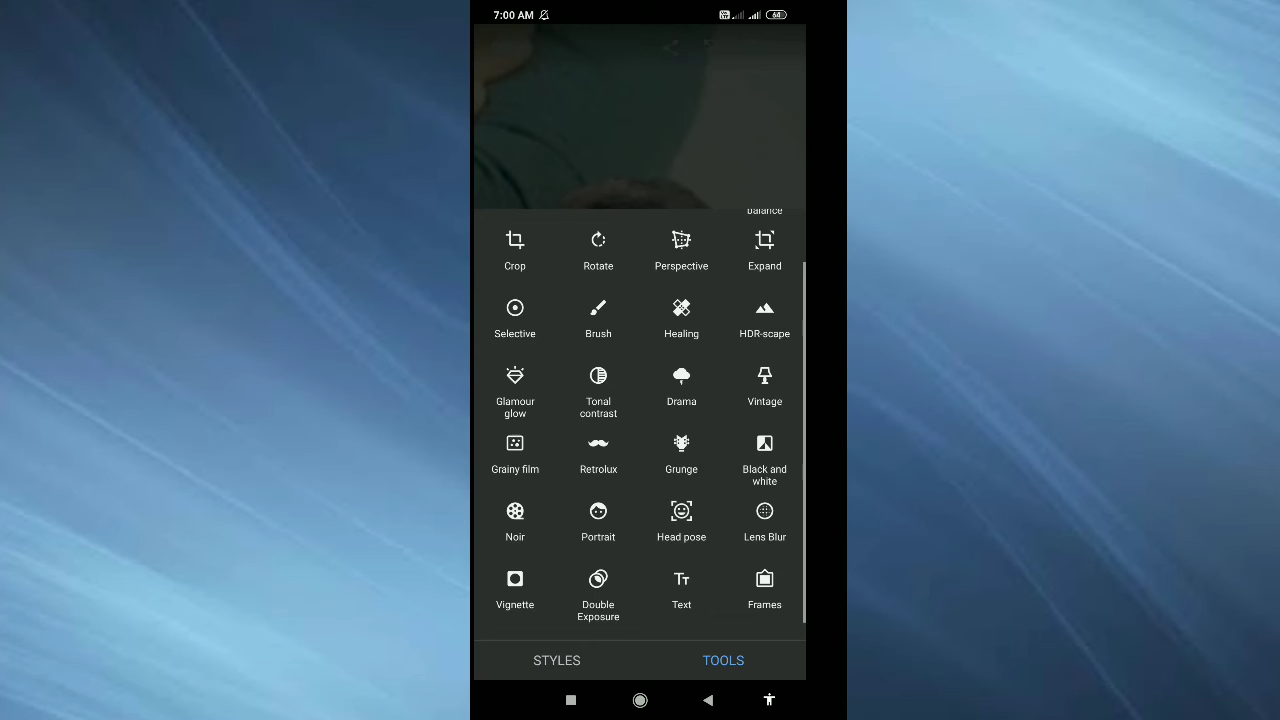 7:00 AM
64
balance
Crop
Rotate
Perspective
Expand
Selective
Brush
Healing
HDR-scape
Glamour
glow
Tonal
contrast
Drama
Vintage
Grainy film
Retrolux
Grunge
Black and
white
Noir
Portrait
Head pose
Lens Blur
Vignette
Double
Exposure
Text
Frames
STYLES
TOOLS